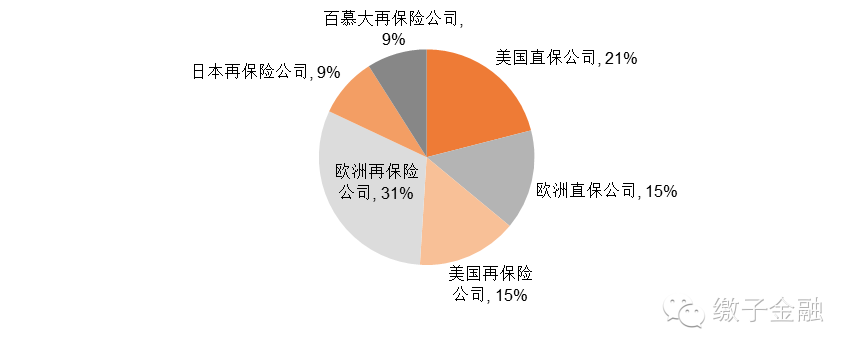 百慕大再保险公司,
9%
美国直保公司, 21%
日本再保险公司, 9%
欧洲再保险
公司, 31%
欧洲直保公司, 15%
美国再保险
公司, 15%
缴子金融